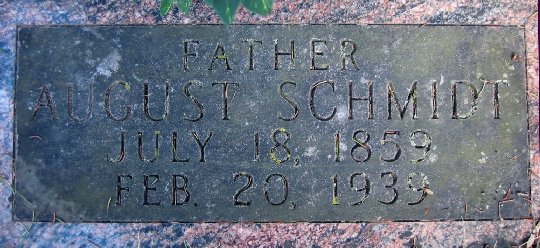 FATHER
AUGUST SCHMIDT
JULY 18, 1859
FEB. 20, 1939